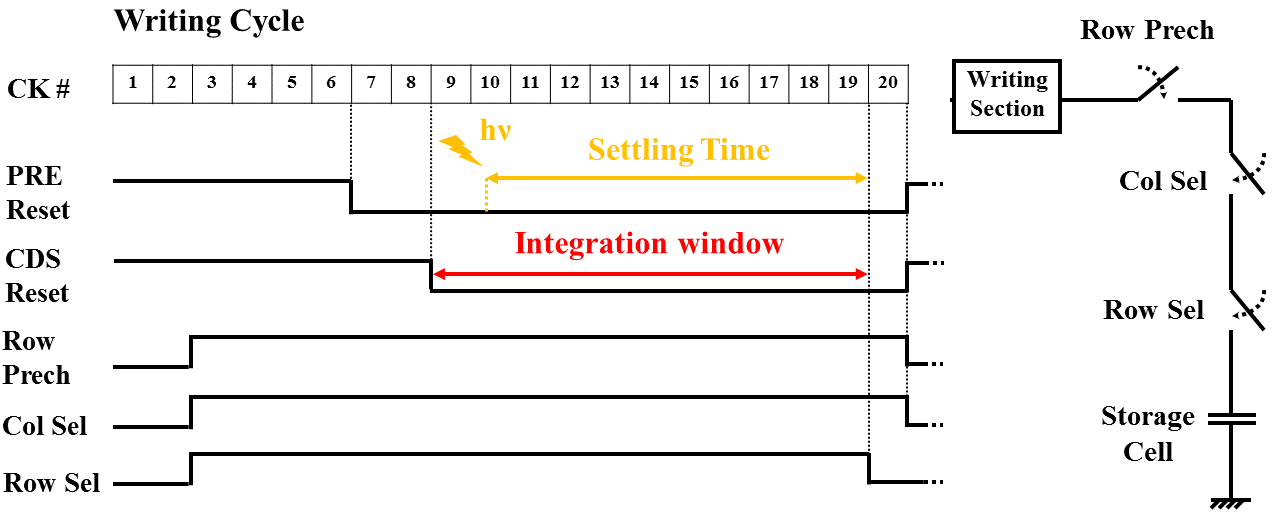 Writing Cycle
CK # 1 2 3 4 5 6 7 8 9 10 11 12 13 14 15 16 17 18 19 20
hν
Settling Time
PRE
Reset
Integration window
CDS
Reset
Row
Prech
Col Sel
Row Sel
Row Prech
Writing
Section
Col Sel
Row Sel
Storage
Cell